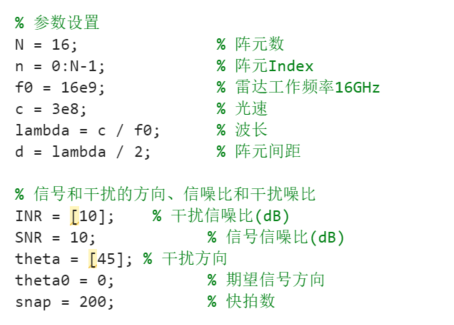 % 参数设置
N = 16; % 阵元数
n = 0:N-1; % 阵元Index
f0 = 16e9; % 雷达工作频率16GHz
c = 3e8; % 光速
lambda = c / f0; % 波长
d = lambda / 2; % 阵元间距
% 信号和干扰的方向、信噪比和干噪比
INR = [10]; % 干扰信噪比(dB)
SNR = 10; % 信号信噪比(dB)
theta = [45]; % 干扰方向
theta0 = 0; % 期望信号方向
snap = 200; % 快拍数